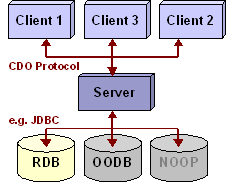 Client 1
Client 3
Client 2
CDO Protocol
Server
e.g. JDBC
RDB
OODB
NOOP